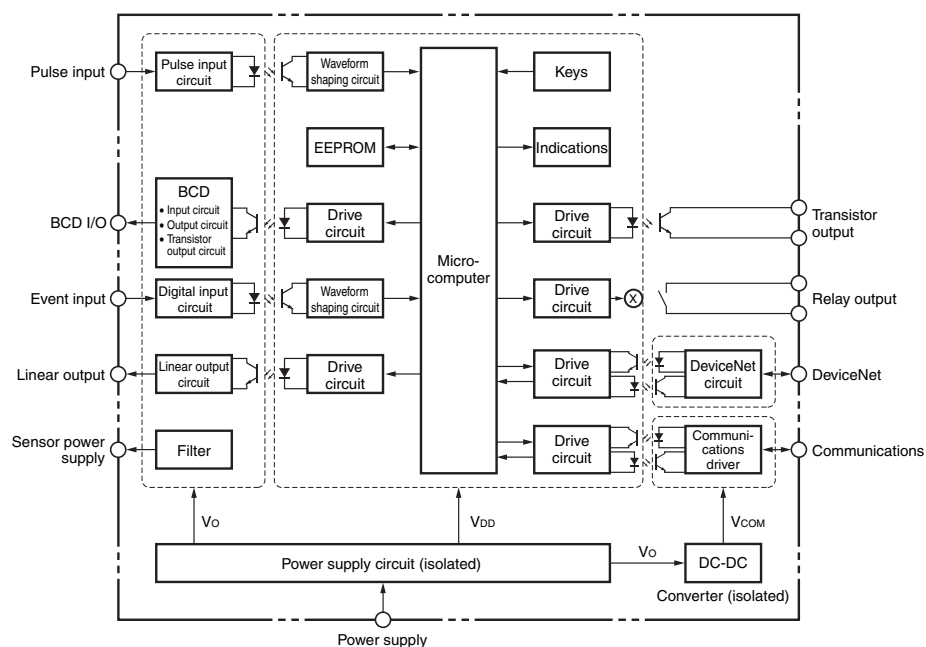 Pulse input
Pulse input
circuit
Waveform
shaping circuit
Keys
EEPROM
Indications
BCD I/O
BCD
• Input circuit
• Output circuit
• Transistor
output circuit
Drive
circuit
Micro-
computer
Drive
circuit
Transistor
output
Event input
Digital input
circuit
Waveform
shaping circuit
Drive
circuit
X
Relay output
Linear output
Linear output
circuit
Drive
circuit
Drive
circuit
DeviceNet
circuit
DeviceNet
Sensor power
supply
Filter
Drive
circuit
Communi-
cations
driver
Communications
VO
VDD
VCOM
Power supply circuit (isolated)
VO
DC-DC
Converter (isolated)
Power supply